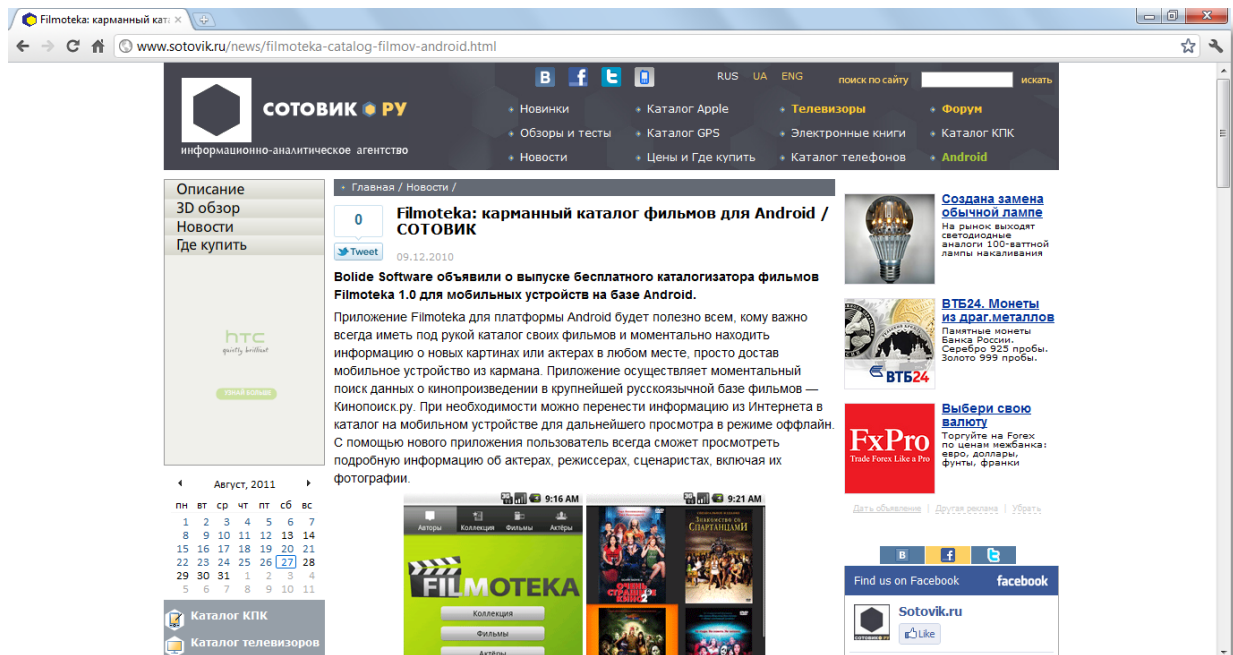 Filmoteka: карманный ката
www.sotovik.ru/news/filmoteka-catalog-filmov-android.html
RUS UA ENG поиск по сайту искать
СОТОВИК РУ
информационно-аналитическое агентство
Новинки Каталог Apple Телевизоры Форум
Обзоры и тесты Каталог GPS Электронные книги Каталог КПК
Новости Цены и Где купить Каталог телефонов Android
Описание
3D обзор
Новости
Где купить
htc
quietly brilliant
УЗНАЙ БОЛЬШЕ
Август, 2011
пн вт ср чт пт сб вс
1 2 3 4 5 6 7
8 9 10 11 12 13 14
15 16 17 18 19 20 21
22 23 24 25 26 27 28
29 30 31 1 2 3 4
5 6 7 8 9 10 11
Каталог КПК
Каталог телевизоров
Главная / Новости /
0
Tweet
Filmoteka: карманный каталог фильмов для Android /
СОТОВИК
09.12.2010
Bolide Software объявили о выпуске бесплатного каталогизатора фильмов
Filmoteka 1.0 для мобильных устройств на базе Android.
Приложение Filmoteka для платформы Android будет полезно всем, кому важно
всегда иметь под рукой каталог своих фильмов и моментально находить
информацию о новых картинах или актерах в любом месте, просто достав
мобильное устройство из кармана. Приложение осуществляет моментальный
поиск данных о кинопроизведении в крупнейшей русскоязычной базе фильмов —
Кинопоиск.ру. При необходимости можно перенести информацию из Интернета в
каталог на мобильном устройстве для дальнейшего просмотра в режиме оффлайн.
С помощью нового приложения пользователь всегда сможет просмотреть
подробную информацию об актерах, режиссерах, сценаристах, включая их
фотографии.
9:16 AM
Авторы Коллекция Фильмы Актёры
FILMOTEKA
Коллекция
Фильмы
Актёры
9:21 AM
ЗНАКОМСТВО СО
СПАРТАНЦАМИ
ОЧЕНЬ
СТРАШНОЕ
КИНО2
Создана замена
обычной лампе
На рынок выходят
светодиодные
аналоги 100-ваттной
лампы накаливания
ВТБ24. Монеты
из драг.металлов
Памятные монеты
Банка России.
Серебро 925 пробы.
Золото 999 пробы.
ВТБ24
Выбери свою
валюту
Торгуйте на Forex
по ценам межбанка:
евро, доллары,
фунты, франки
FxPro
Trade Forex Like a Pro
Дать объявление | Другая реклама | Убрать
Find us on Facebook facebook
Sotovik.ru
Like